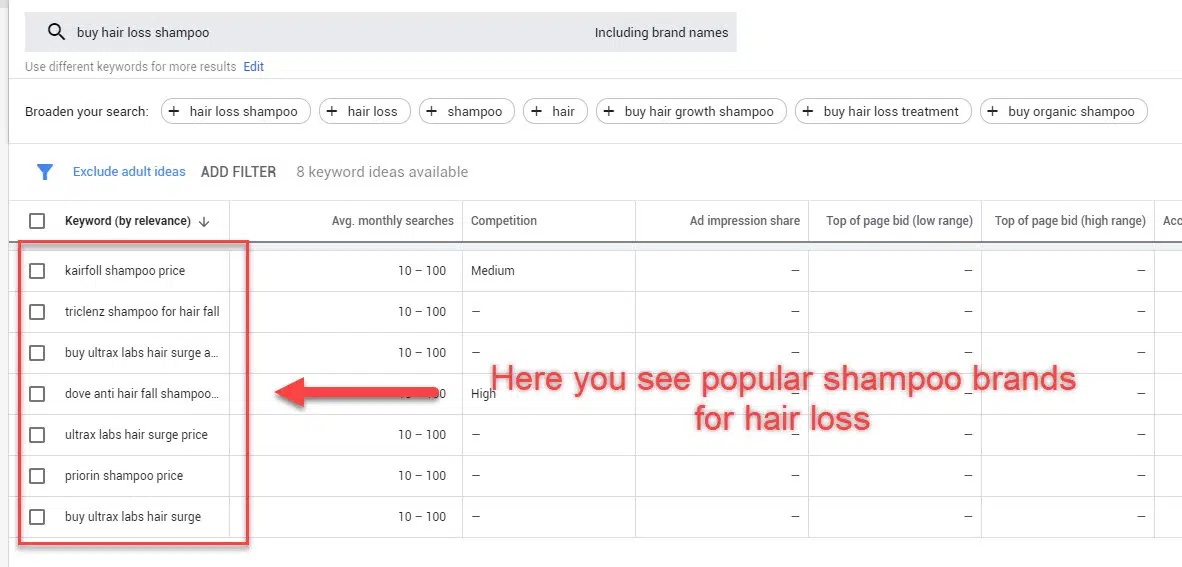 buy hair loss shampoo Including brand names
Use different keywords for more results Edit
Broaden your search: + hair loss shampoo + hair loss + shampoo + hair + buy hair growth shampoo + buy hair loss treatment + buy organic shampoo
Exclude adult ideas ADD FILTER 8 keyword ideas available
Keyword (by relevance) ↓ Avg. monthly searches Competition Ad impression share Top of page bid (low range) Top of page bid (high range) Acc
kairfoll shampoo price 10 – 100 Medium – – –
triclenz shampoo for hair fall 10 – 100 – – – –
buy ultrax labs hair surge a... 10 – 100 – – – –
Here you see popular shampoo brands
dove anti hair fall shampoo... High – – –
for hair loss
ultrax labs hair surge price 10 – 100 – – – –
priorin shampoo price 10 – 100 – – – –
buy ultrax labs hair surge 10 – 100 – – – –